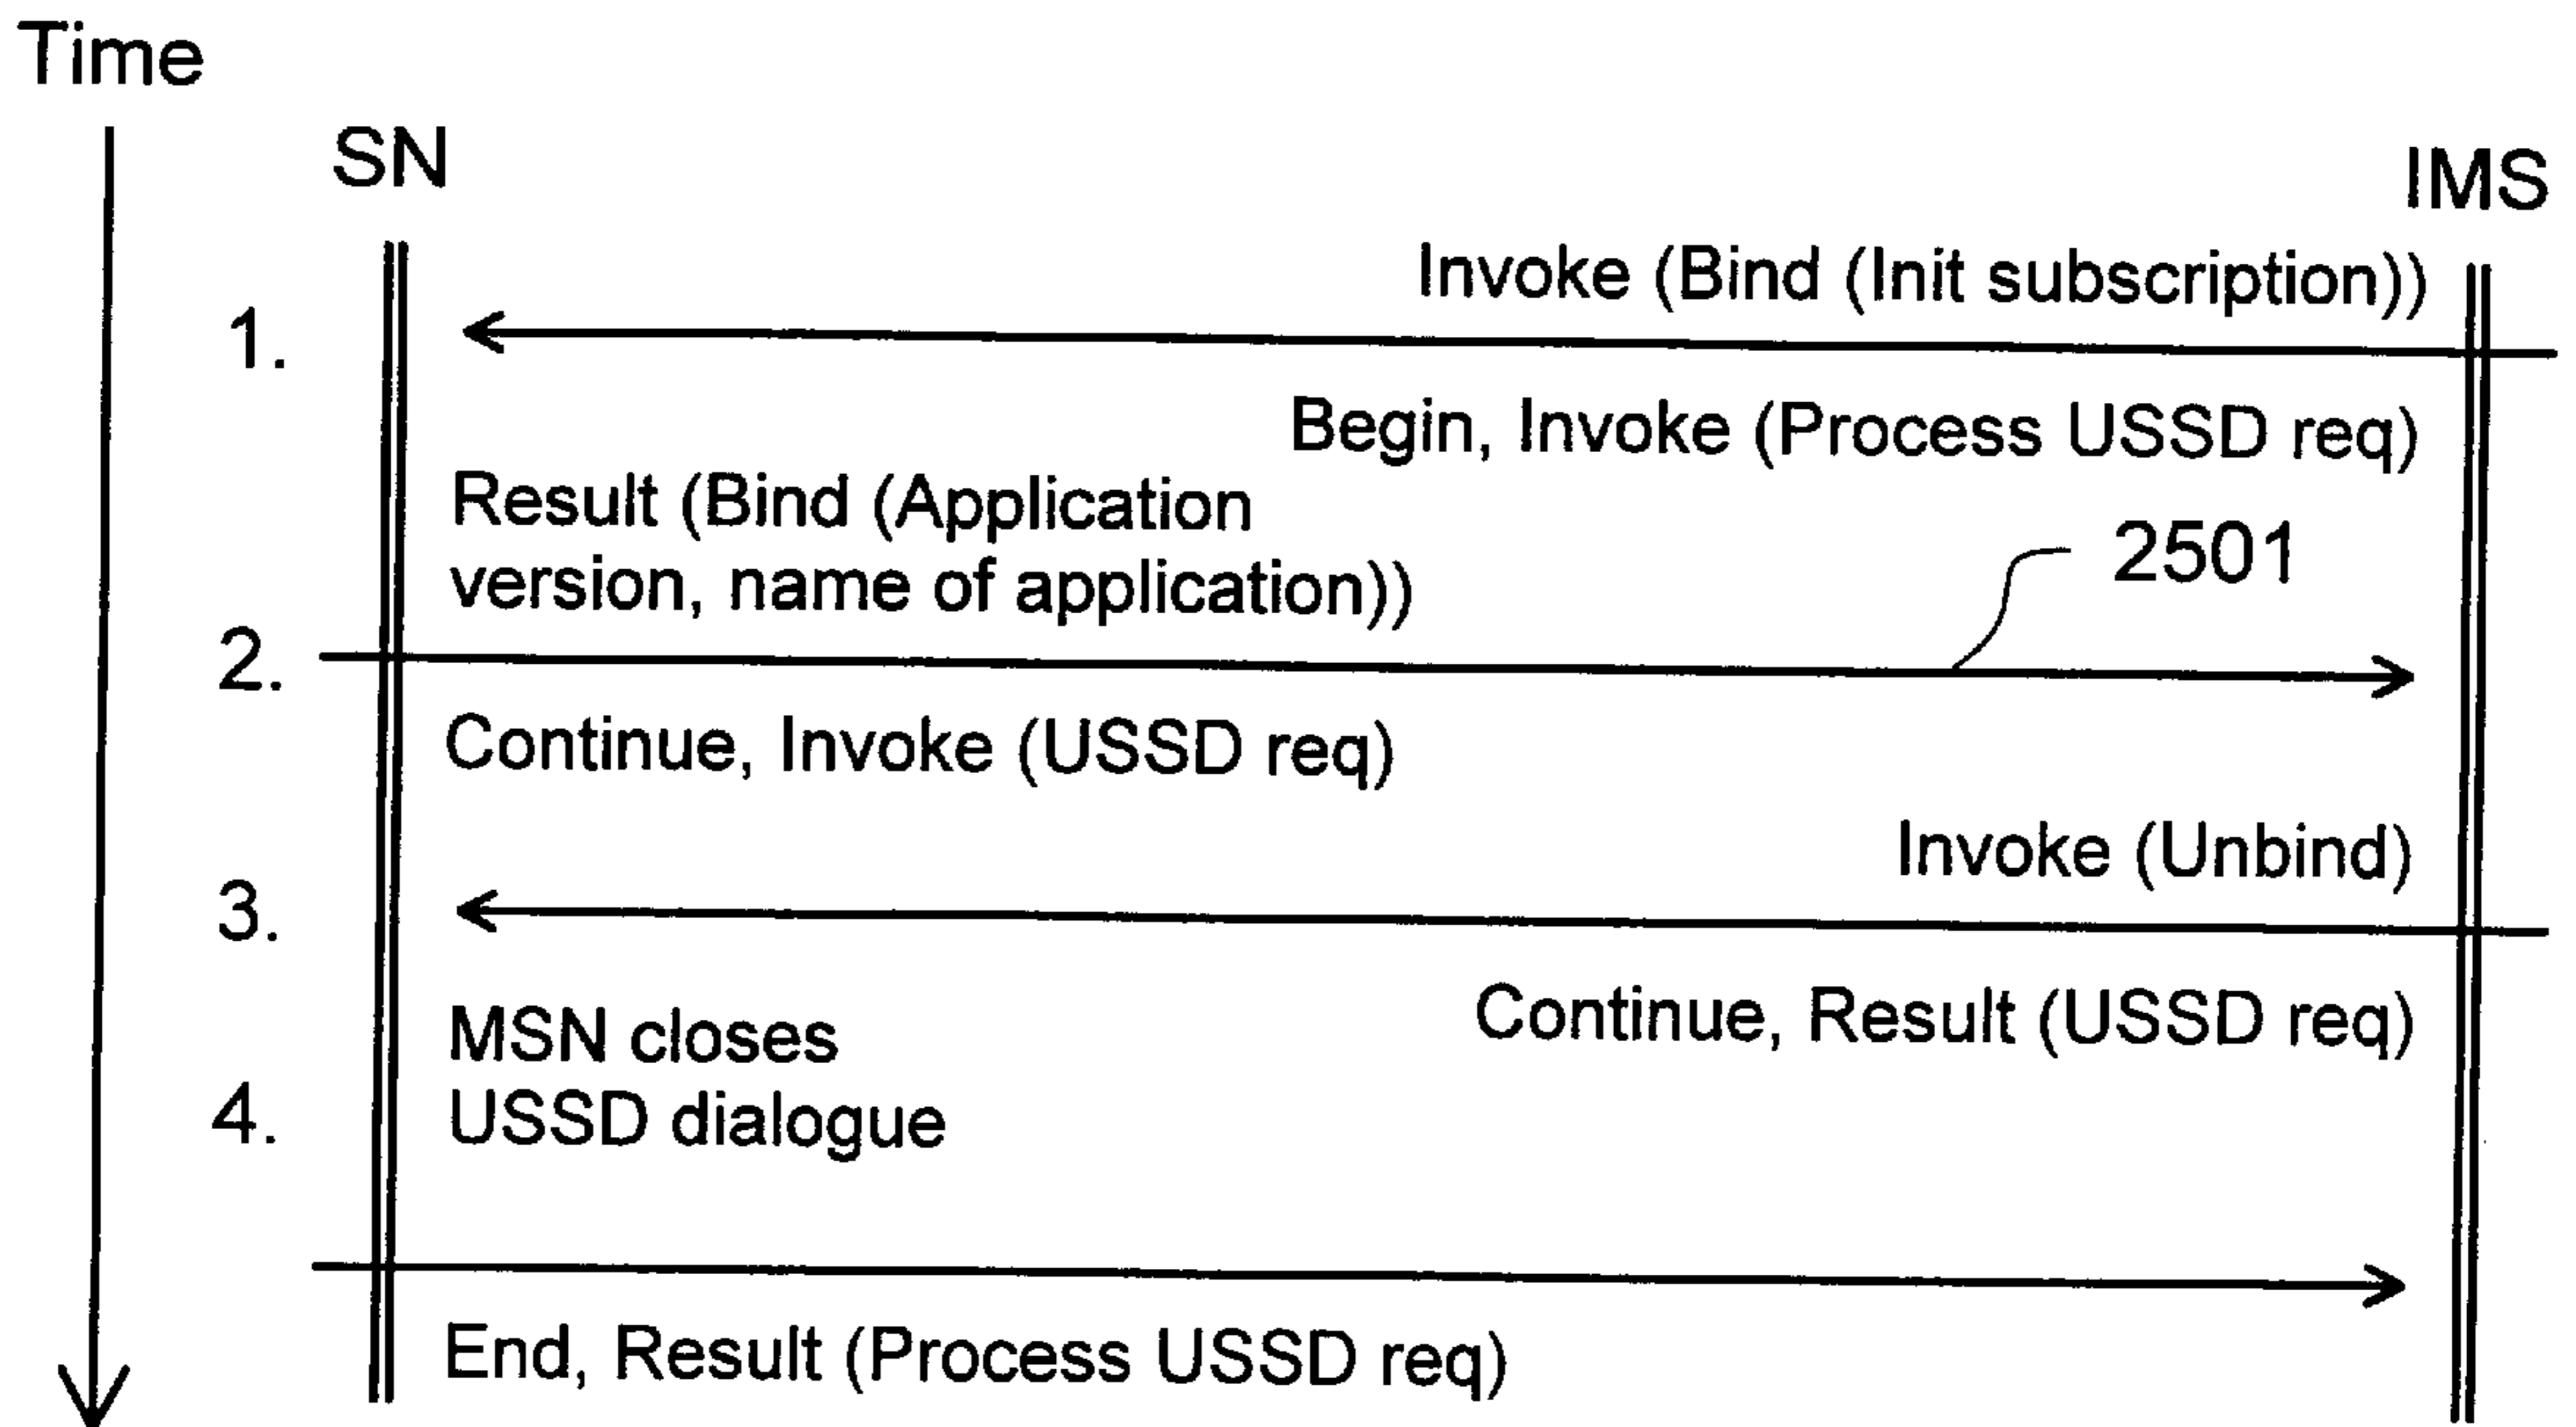 Time
SN
IMS
Invoke (Bind (Init subscription))
1.
Begin, Invoke (Process USSD req)
Result (Bind (Application
version, name of application))
2501
2.
Continue, Invoke (USSD req)
Invoke (Unbind)
3.
Continue, Result (USSD req)
MSN closes
USSD dialogue
4.
End, Result (Process USSD req)